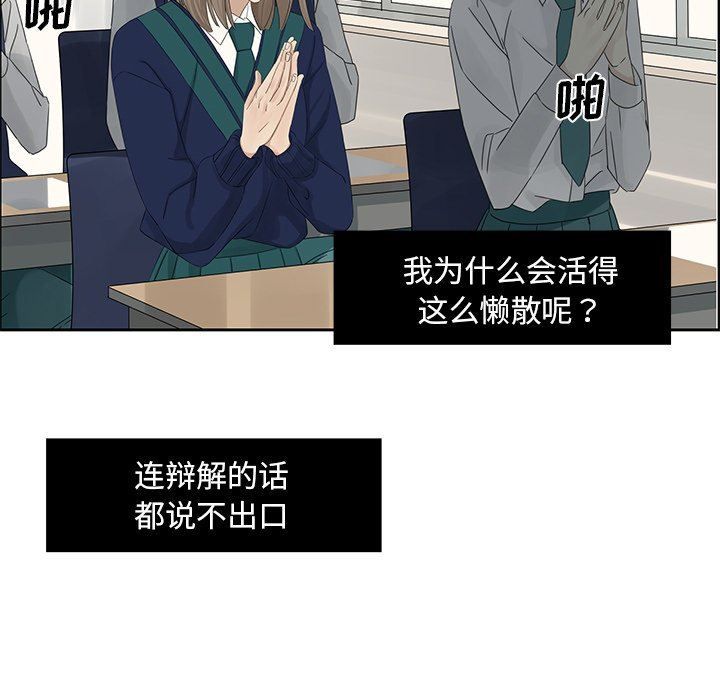 啪
啪
我为什么会活得
这么懒散呢？
连辩解的话
都说不出口